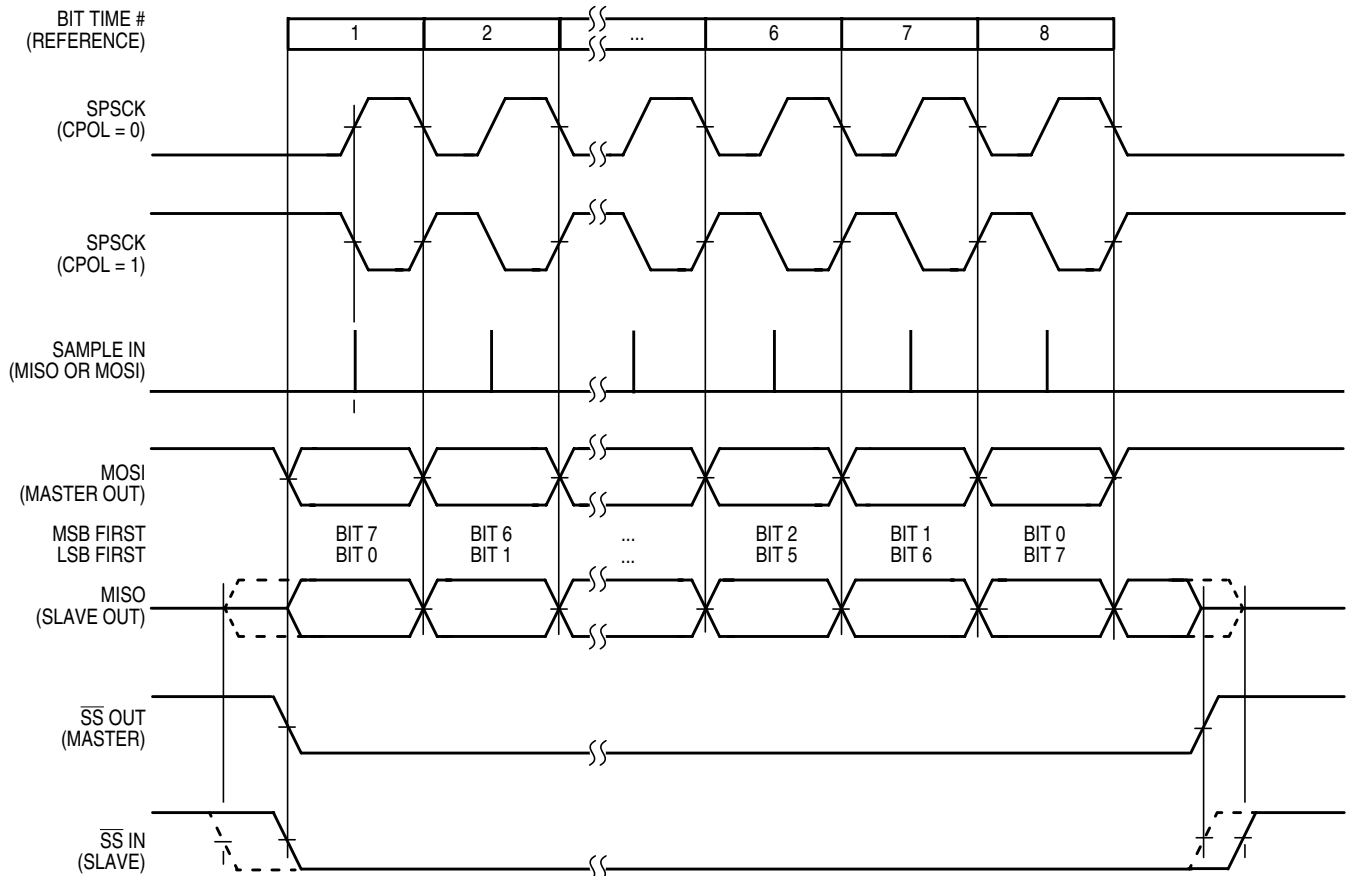 BIT TIME #
(REFERENCE)
1 2 ... 6 7 8
SPSCK
(CPOL = 0)
SPSCK
(CPOL = 1)
SAMPLE IN
(MISO OR MOSI)
MOSI
(MASTER OUT)
MSB FIRST BIT 7 BIT 6 ... BIT 2 BIT 1 BIT 0
LSB FIRST BIT 0 BIT 1 ... BIT 5 BIT 6 BIT 7
MISO
(SLAVE OUT)
S̅S̅ OUT
(MASTER)
S̅S̅ IN
(SLAVE)